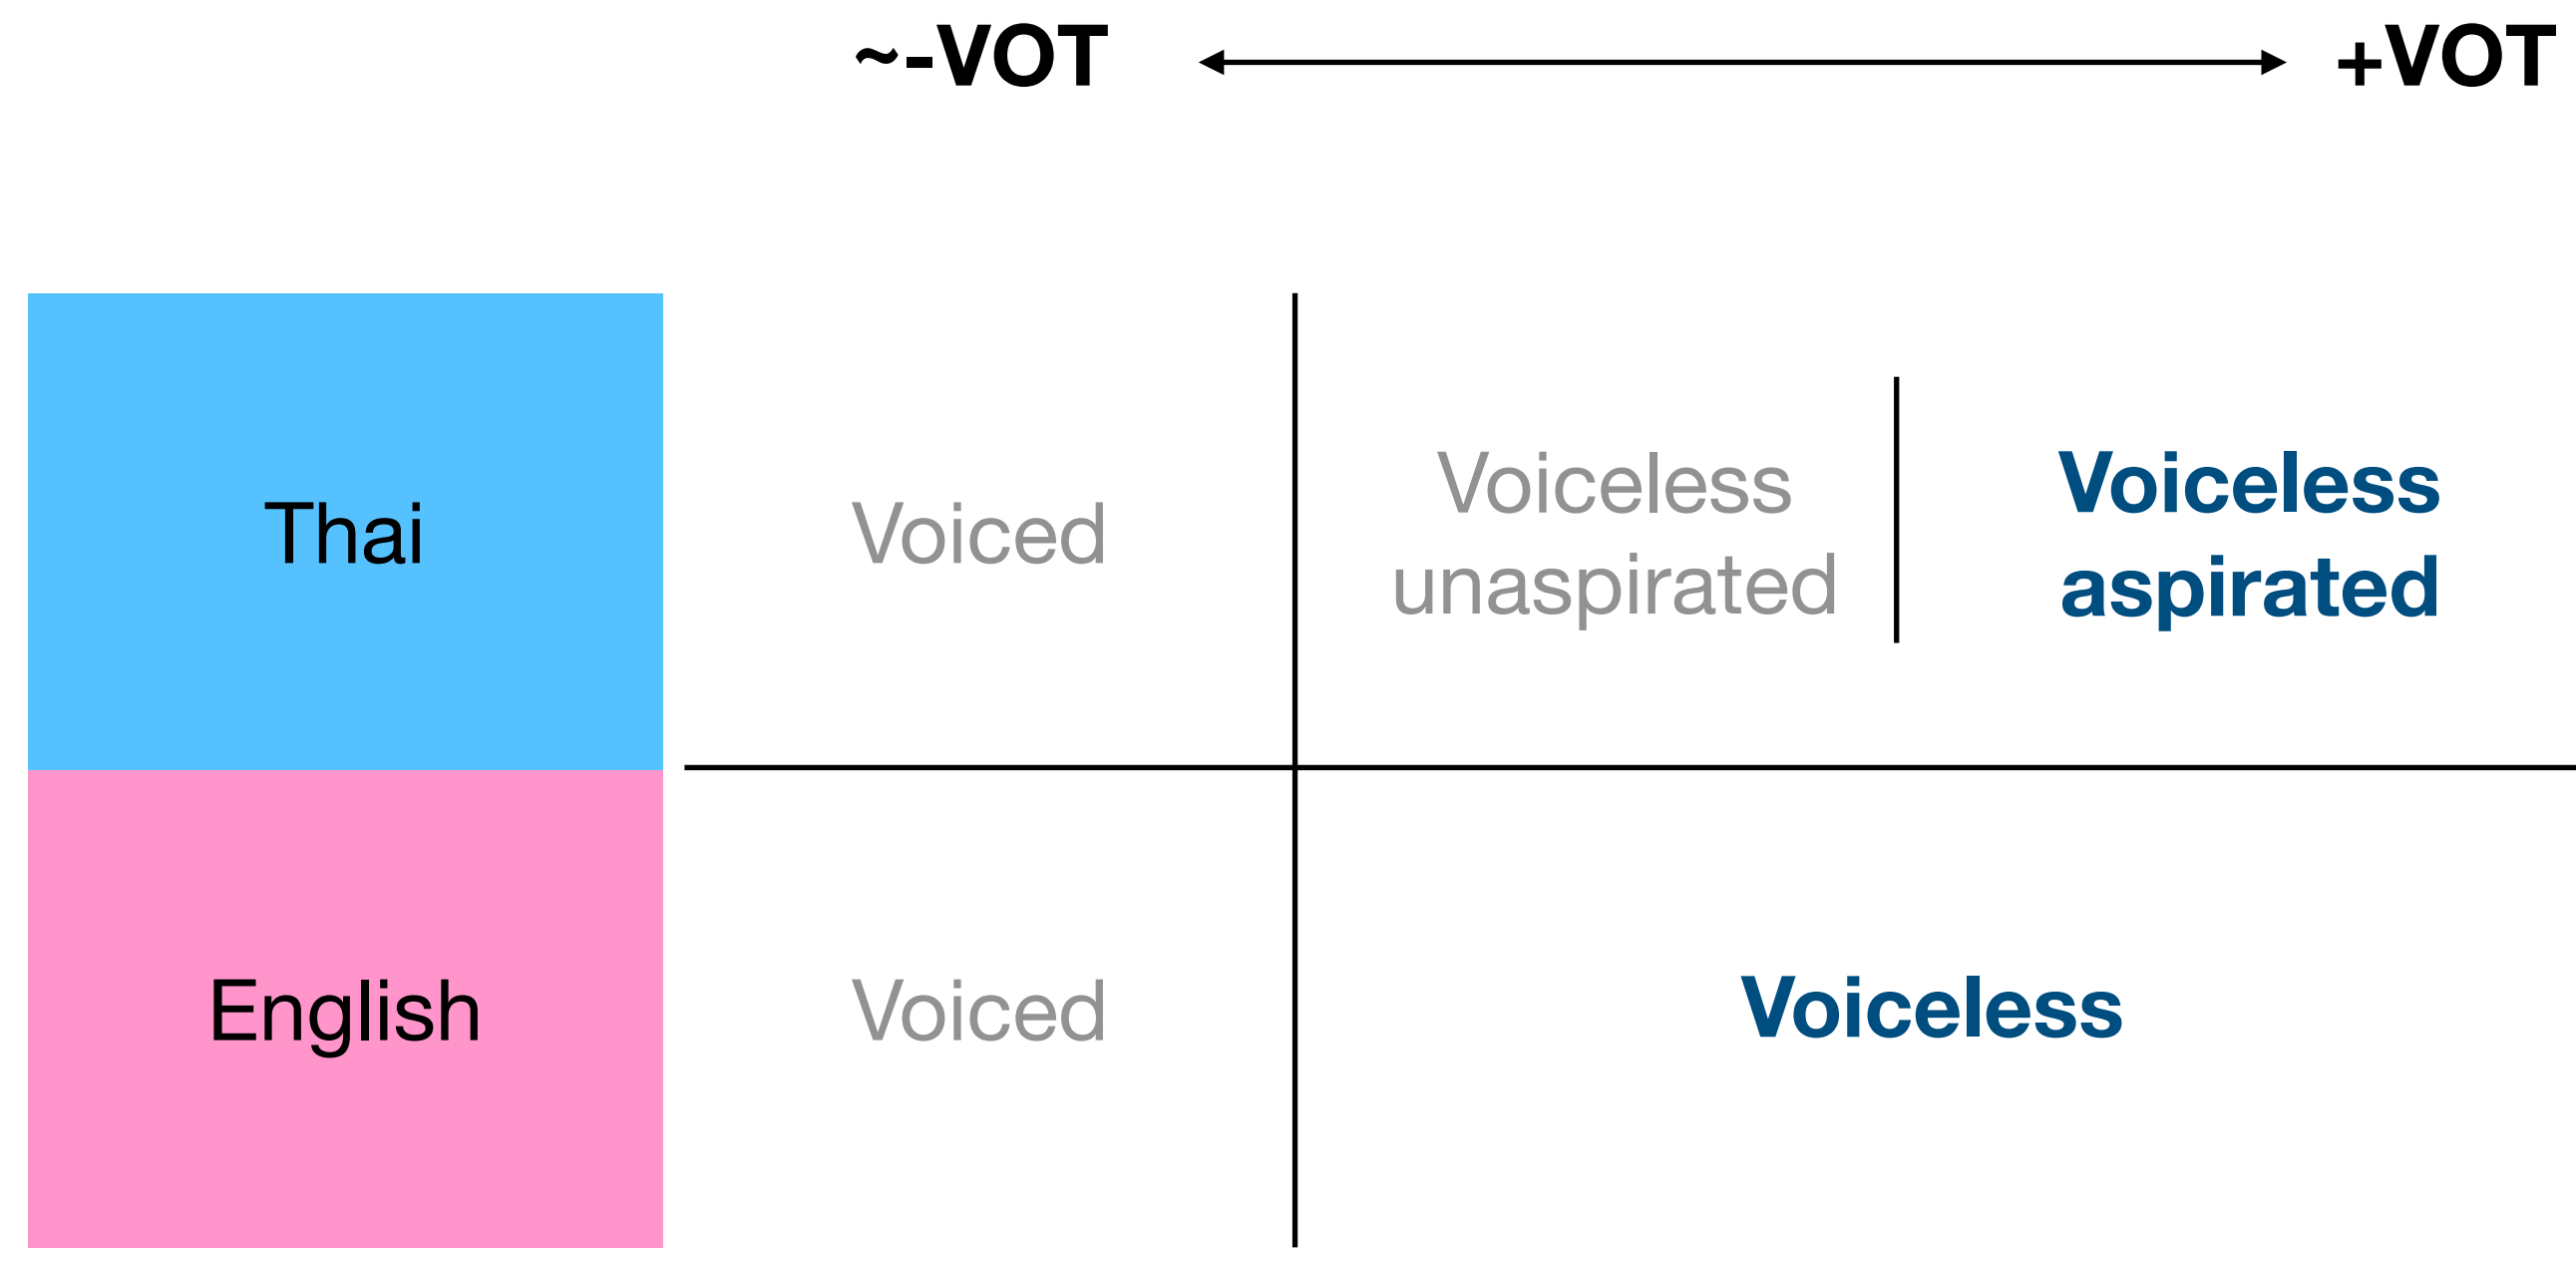 ~-VOT +VOT
Thai
Voiced
Voiceless
unaspirated
Voiceless
aspirated
English
Voiced
Voiceless